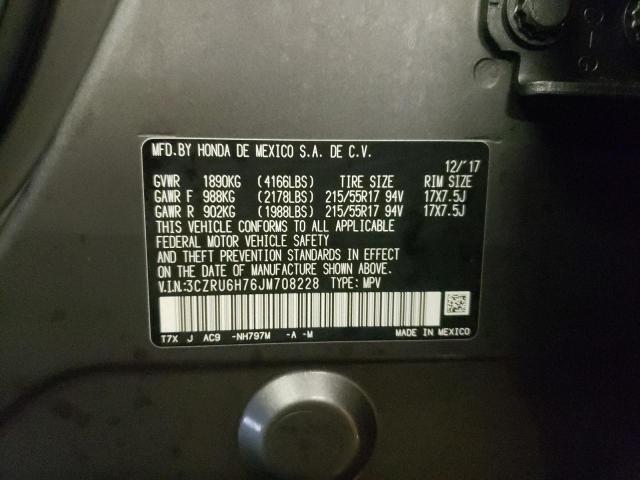 MFD.BY HONDA DE MEXICO S.A. DE C.V.
12/'17
GVWR 1890KG (4166LBS) TIRE SIZE RIM SIZE
GAWR F 988KG (2178LBS) 215/55R17 94V 17X7.5J
GAWR R 902KG (1988LBS) 215/55R17 94V 17X7.5J
THIS VEHICLE CONFORMS TO ALL APPLICABLE
FEDERAL MOTOR VEHICLE SAFETY
AND THEFT PREVENTION STANDARDS IN EFFECT
ON THE DATE OF MANUFACTURE SHOWN ABOVE.
V.I.N.:3CZRU6H76JM708228 TYPE: MPV
T7X J AC9 -NH797M -A -M MADE IN MEXICO